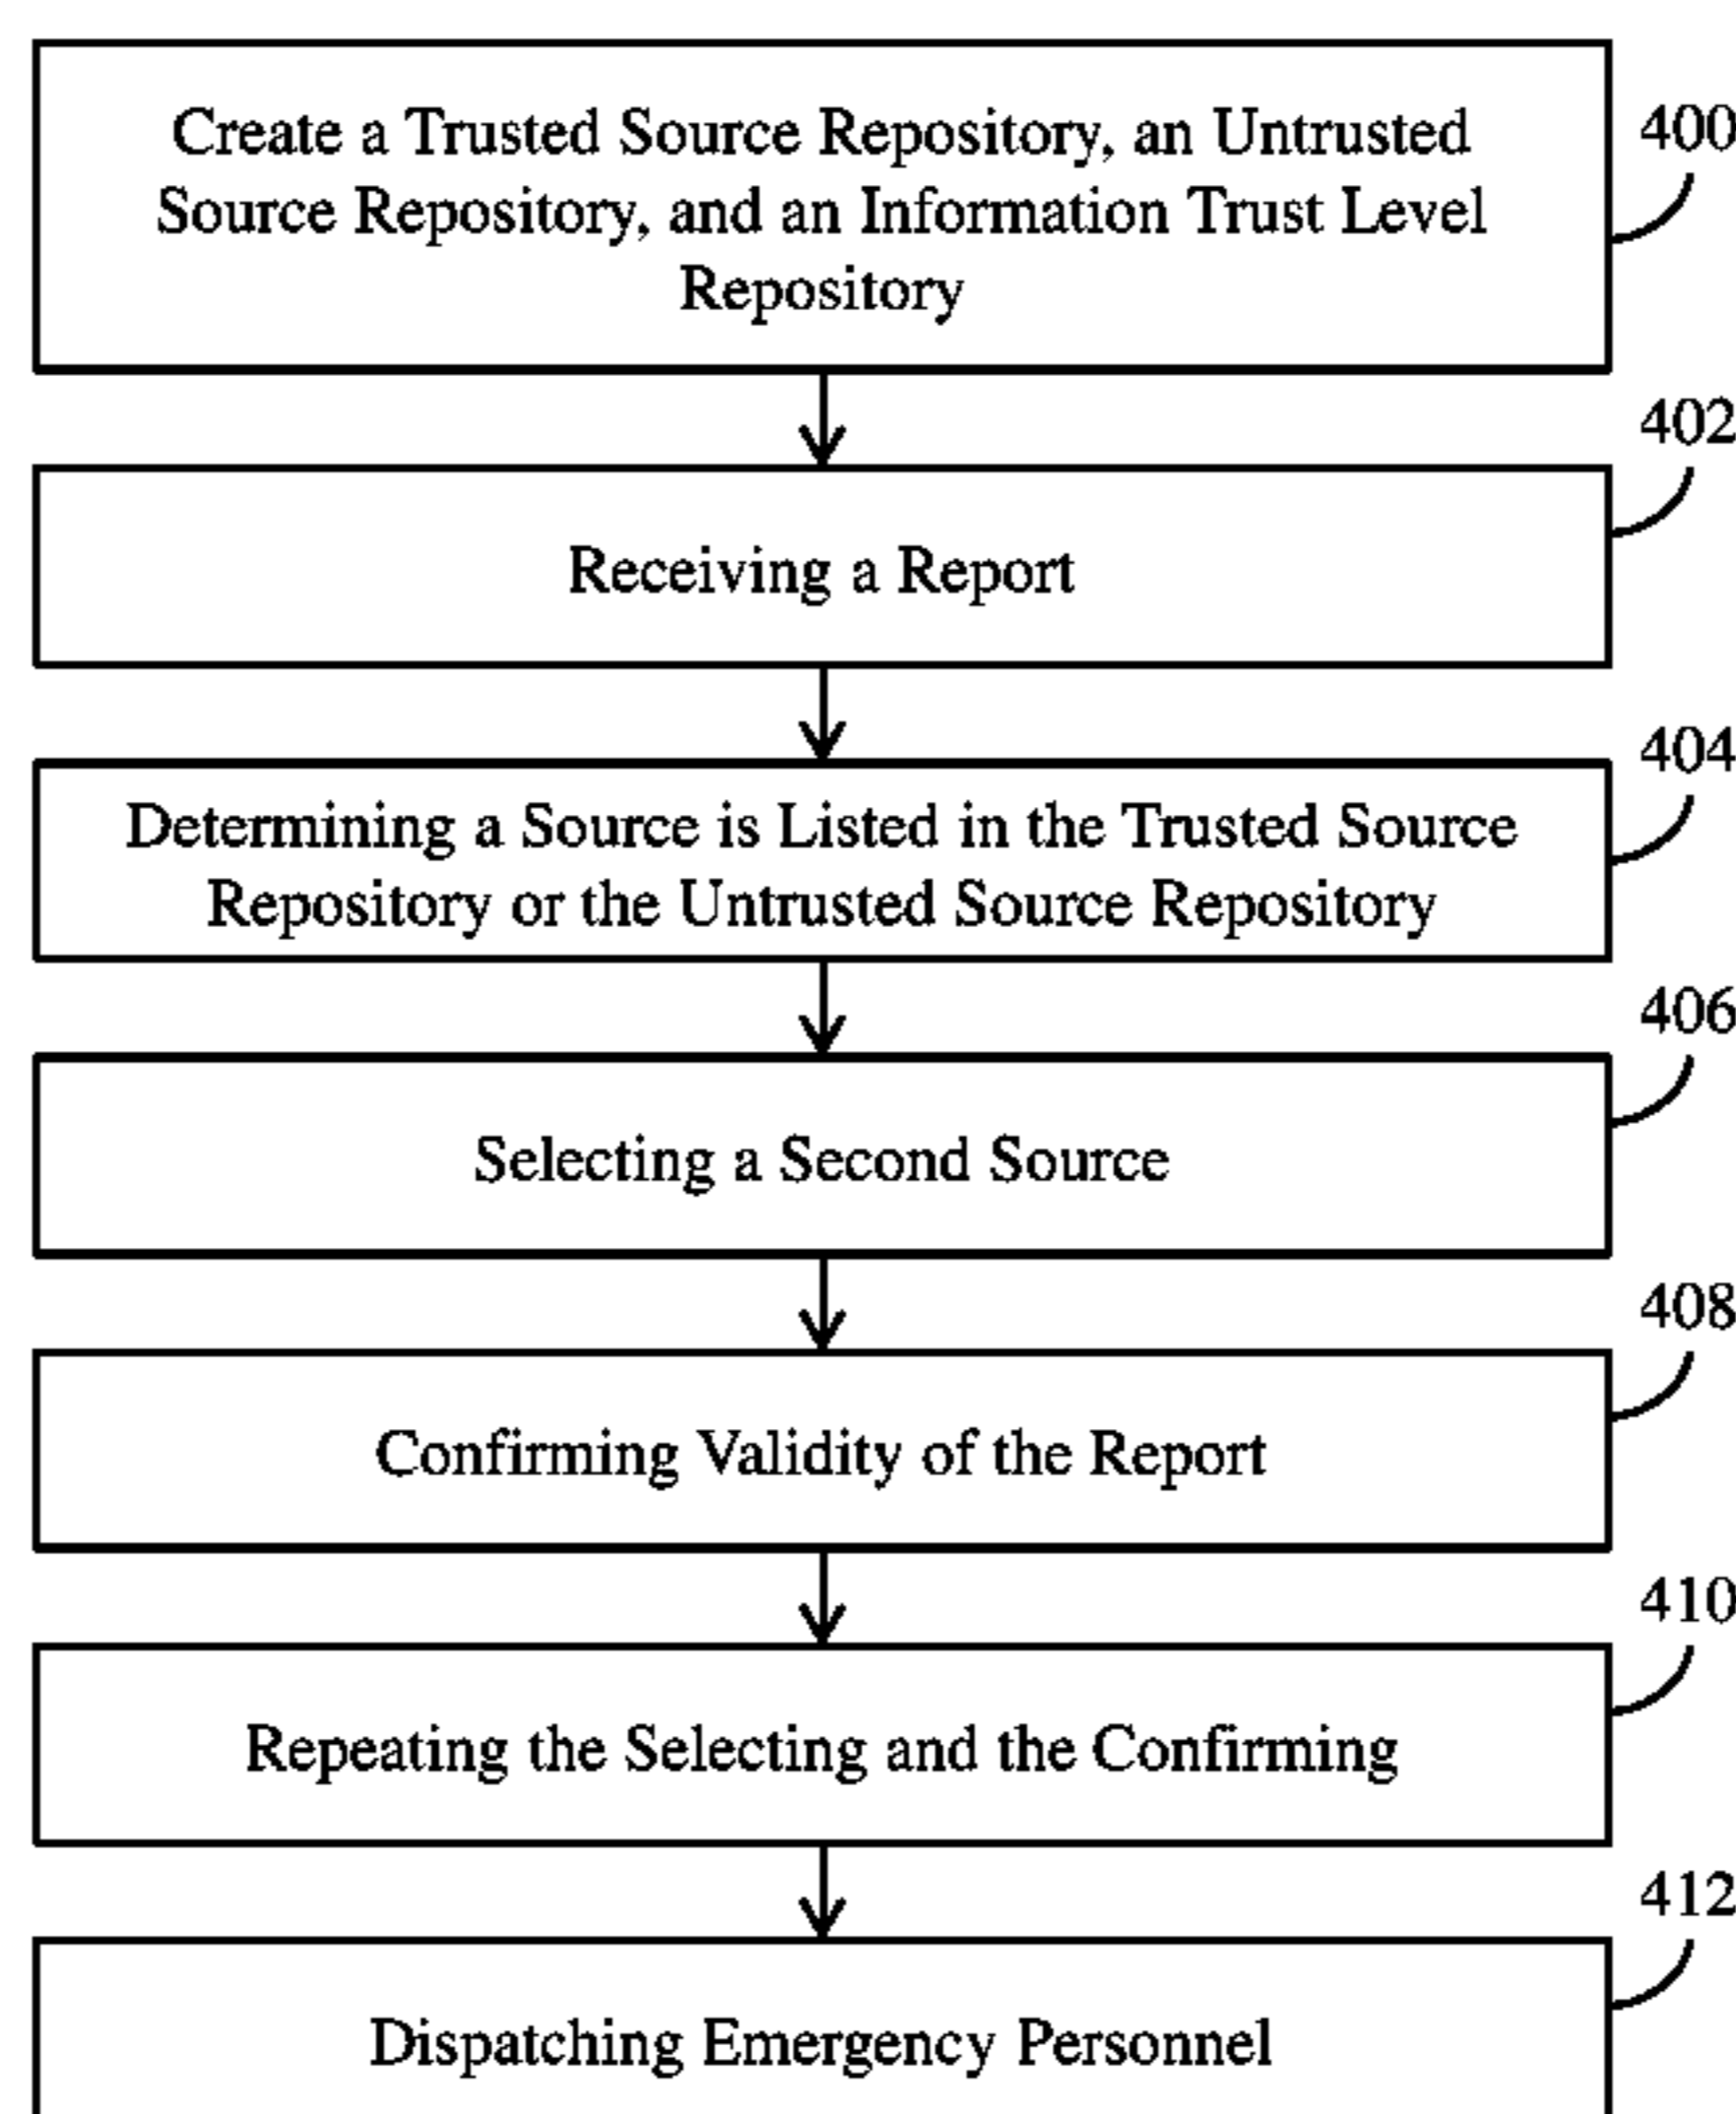 Create a Trusted Source Repository, an Untrusted
Source Repository, and an Information Trust Level
Repository
400
402
Receiving a Report
404
Determining a Source is Listed in the Trusted Source
Repository or the Untrusted Source Repository
406
Selecting a Second Source
408
Confirming Validity of the Report
410
Repeating the Selecting and the Confirming
412
Dispatching Emergency Personnel